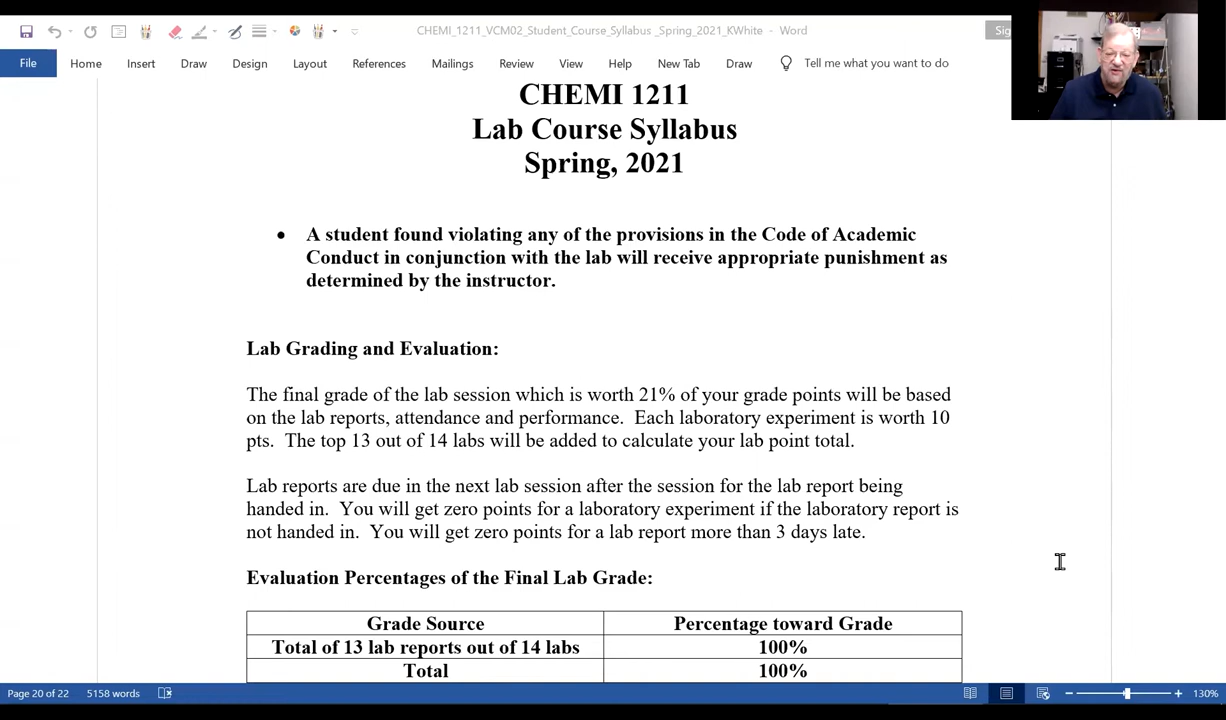 CHEMI_1211_VCM02_Student_Course_Syllabus _Spring_2021_KWhite - Word
File Home Insert Draw Design Layout References Mailings Review View Help New Tab Draw Tell me what you want to do
CHEMI 1211
Lab Course Syllabus
Spring, 2021
• A student found violating any of the provisions in the Code of Academic
Conduct in conjunction with the lab will receive appropriate punishment as
determined by the instructor.
Lab Grading and Evaluation:
The final grade of the lab session which is worth 21% of your grade points will be based
on the lab reports, attendance and performance. Each laboratory experiment is worth 10
pts. The top 13 out of 14 labs will be added to calculate your lab point total.
Lab reports are due in the next lab session after the session for the lab report being
handed in. You will get zero points for a laboratory experiment if the laboratory report is
not handed in. You will get zero points for a lab report more than 3 days late.
Evaluation Percentages of the Final Lab Grade:
Grade Source Percentage toward Grade
Total of 13 lab reports out of 14 labs 100%
Total 100%
Page 20 of 22 5158 words 130%